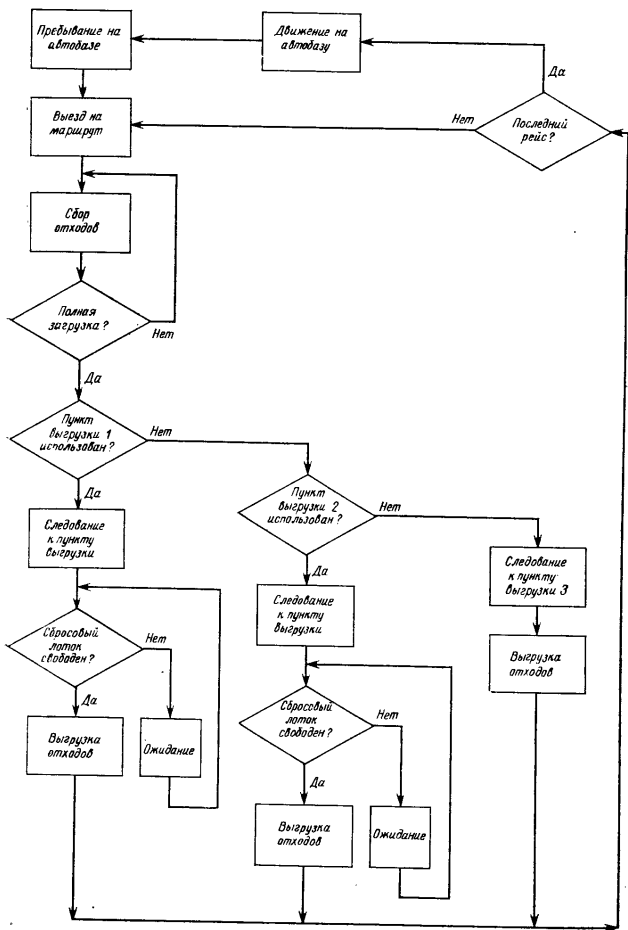 Пребывание на
автобазе
Движение на
автобазу
Да
Выезд на
маршрут
Нет
Последний
рейс?
Сбор
отходов
Полная
загрузка?
Нет
Да
Пункт
выгрузки 1
использован?
Нет
Да
Пункт
выгрузки 2
использован?
Нет
Да
Следование
к пункту
выгрузки
Следование
к пункту
выгрузки 3
Следование
к пункту
выгрузки
Сбросовый
лоток
свободен?
Нет
Да
Выгрузка
отходов
Сбросовый
лоток
свободен?
Нет
Да
Выгрузка
отходов
Ожидание
Выгрузка
отходов
Ожидание